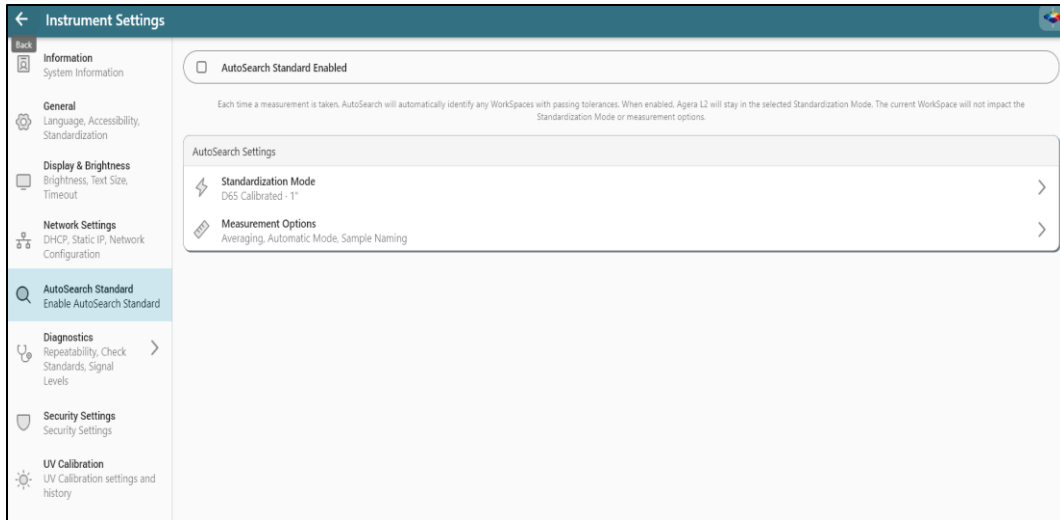 Instrument Settings
Back
Information
System Information
General
Language, Accessibility,
Standardization
Display & Brightness
Brightness, Text Size,
Timeout
Network Settings
DHCP, Static IP, Network
Configuration
AutoSearch Standard
Enable AutoSearch Standard
Diagnostics
Repeatability, Check
Standards, Signal
Levels
Security Settings
Security Settings
UV Calibration
UV Calibration settings and
history
AutoSearch Standard Enabled
Each time a measurement is taken, AutoSearch will automatically identify any WorkSpaces with passing tolerances. When enabled, Agera L2 will stay in the selected Standardization Mode. The current WorkSpace will not impact the
Standardization Mode or measurement options.
AutoSearch Settings
Standardization Mode
D65 Calibrated - 1"
Measurement Options
Averaging, Automatic Mode, Sample Naming